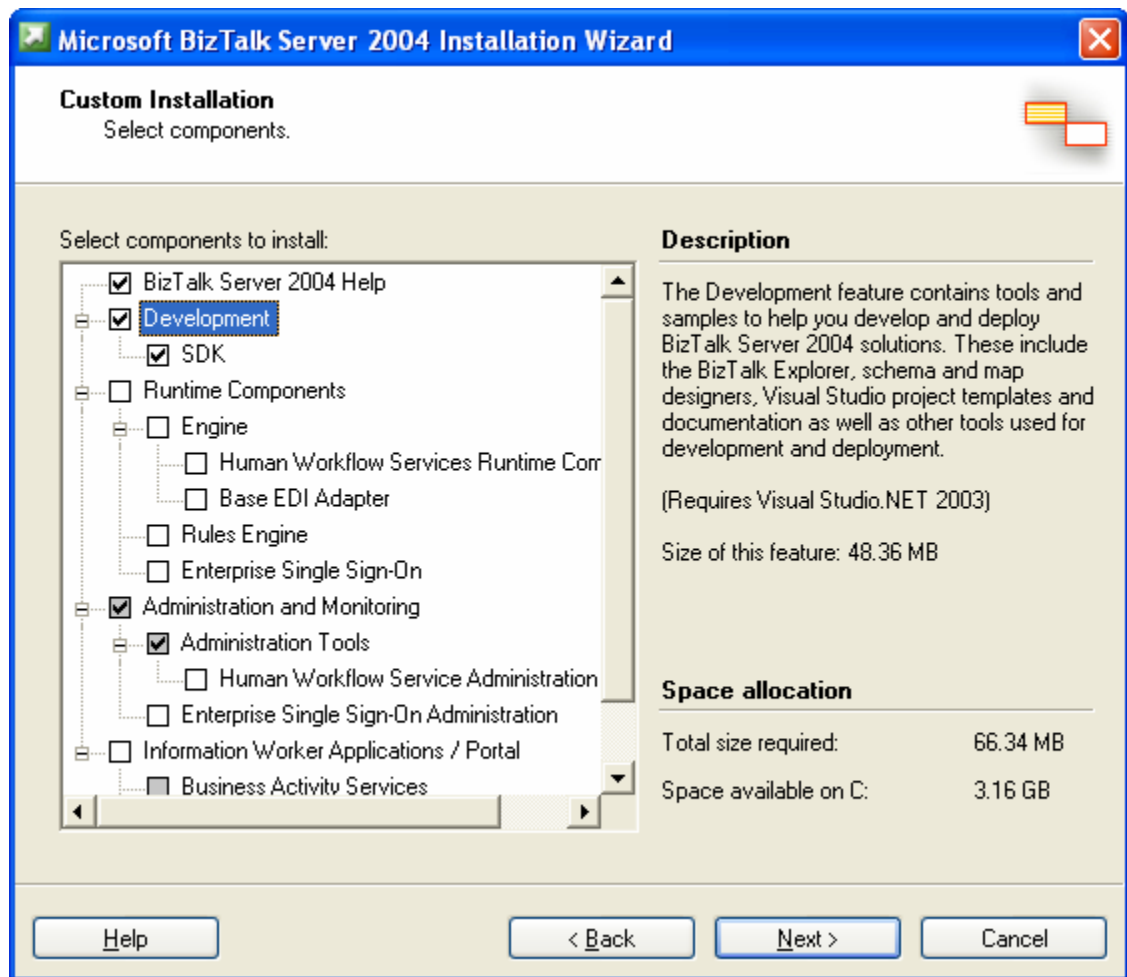 Microsoft BizTalk Server 2004 Installation Wizard
Custom Installation
Select components.
Select components to install:
BizTalk Server 2004 Help
Development
SDK
Runtime Components
Engine
Human Workflow Services Runtime Com
Base EDI Adapter
Rules Engine
Enterprise Single Sign-On
Administration and Monitoring
Administration Tools
Human Workflow Service Administration
Enterprise Single Sign-On Administration
Information Worker Applications / Portal
Business Activity Services
Description
The Development feature contains tools and
samples to help you develop and deploy
BizTalk Server 2004 solutions. These include
the BizTalk Explorer, schema and map
designers, Visual Studio project templates and
documentation as well as other tools used for
development and deployment.
(Requires Visual Studio.NET 2003)
Size of this feature: 48.36 MB
Space allocation
Total size required: 66.34 MB
Space available on C: 3.16 GB
Help
< Back
Next >
Cancel